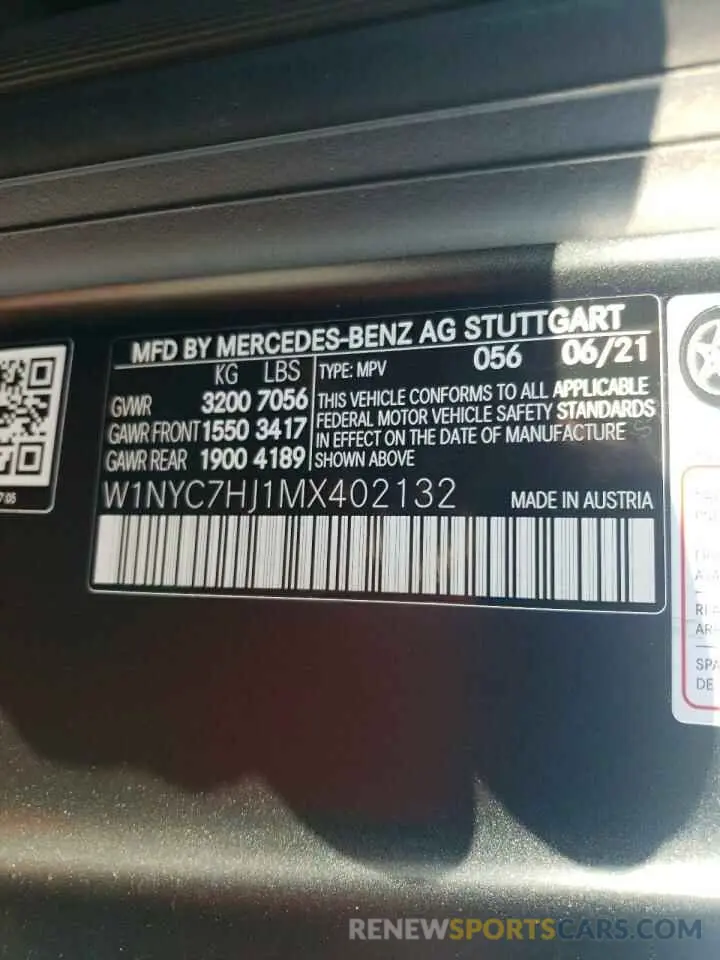 MFD BY MERCEDES-BENZ AG STUTTGART
KG LBS TYPE: MPV 056 06/21
GVWR 3200 7056 THIS VEHICLE CONFORMS TO ALL APPLICABLE
GAWR FRONT 1550 3417 FEDERAL MOTOR VEHICLE SAFETY STANDARDS
GAWR REAR 1900 4189 IN EFFECT ON THE DATE OF MANUFACTURE
SHOWN ABOVE
W1NYC7HJ1MX402132 MADE IN AUSTRIA
SPA
DE
RENEWSPORTSCARS.COM